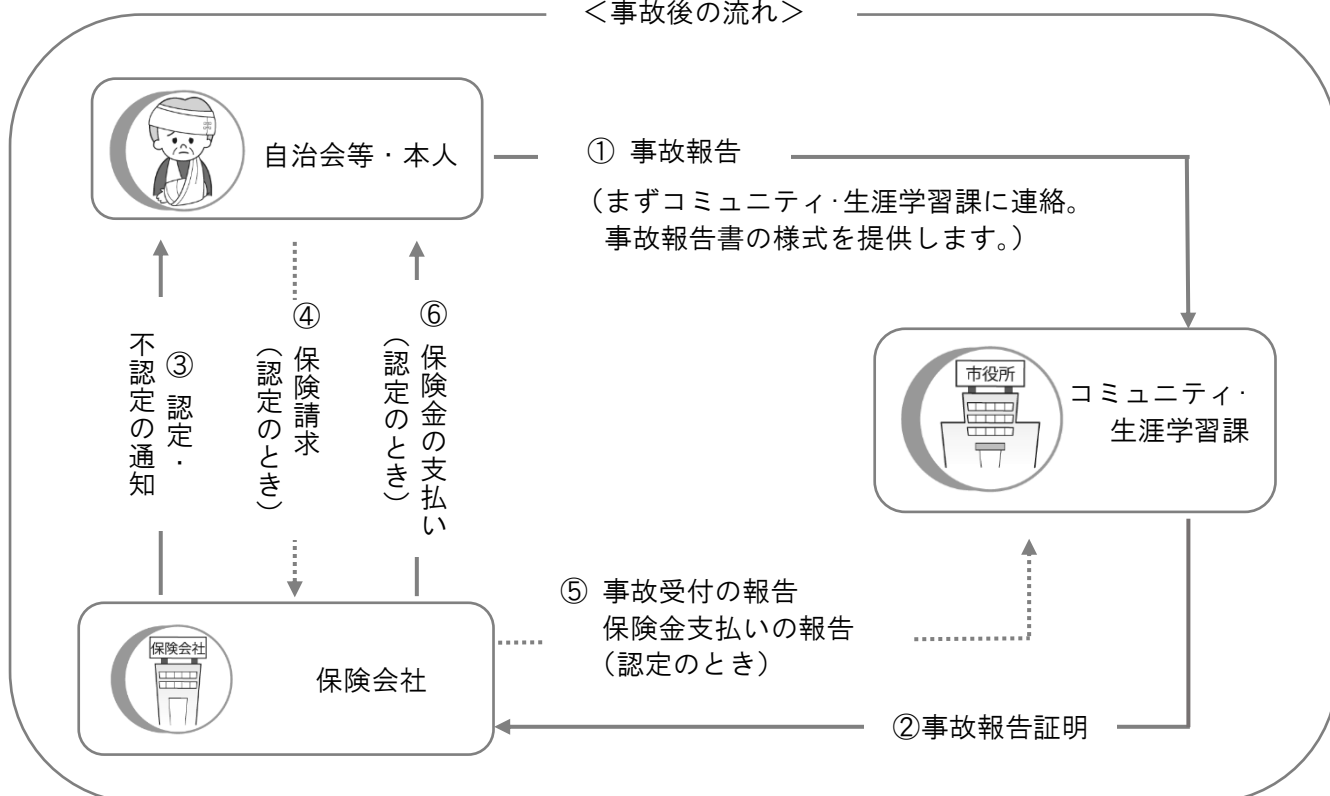 ＜事故後の流れ＞
自治会等・本人
① 事故報告
（まずコミュニティ・生涯学習課に連絡。
事故報告書の様式を提供します。）
③ 認定・
不認定の通知
④ 保険請求
（認定のとき）
⑥ 保険金の支払い
（認定のとき）
市役所
コミュニティ・
生涯学習課
⑤ 事故受付の報告
保険金支払いの報告
（認定のとき）
保険会社
保険会社
②事故報告証明